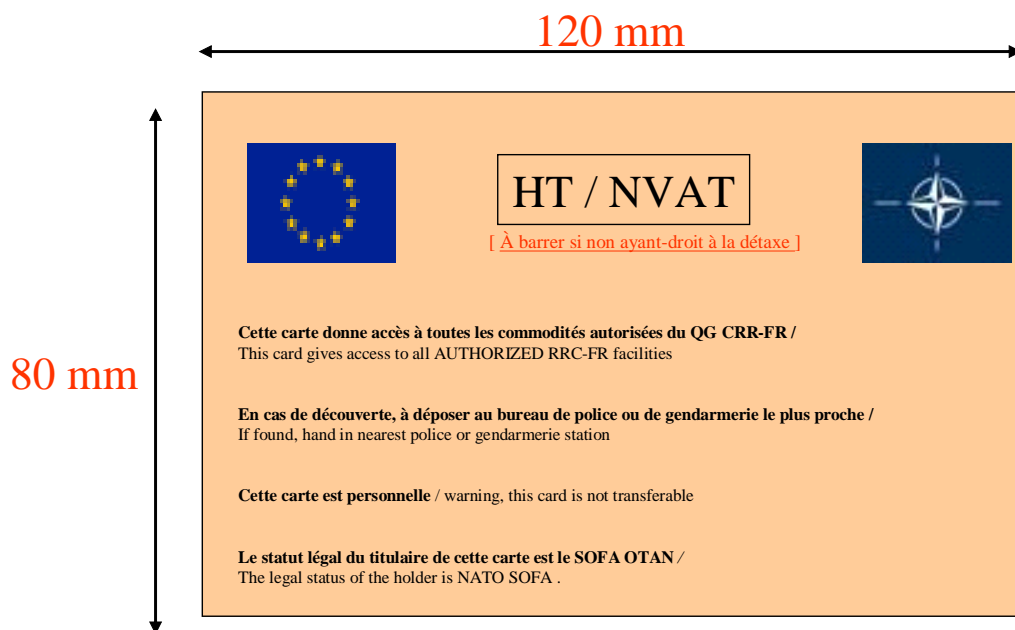 120 mm
HT / NVAT
[ À barrer si non ayant-droit à la détaxe ]
Cette carte donne accès à toutes les commodités autorisées du QG CRR-FR /
This card gives access to all AUTHORIZED RRC-FR facilities
80 mm
En cas de découverte, à déposer au bureau de police ou de gendarmerie le plus proche /
If found, hand in nearest police or gendarmerie station
Cette carte est personnelle / warning, this card is not transferable
Le statut légal du titulaire de cette carte est le SOFA OTAN /
The legal status of the holder is NATO SOFA .